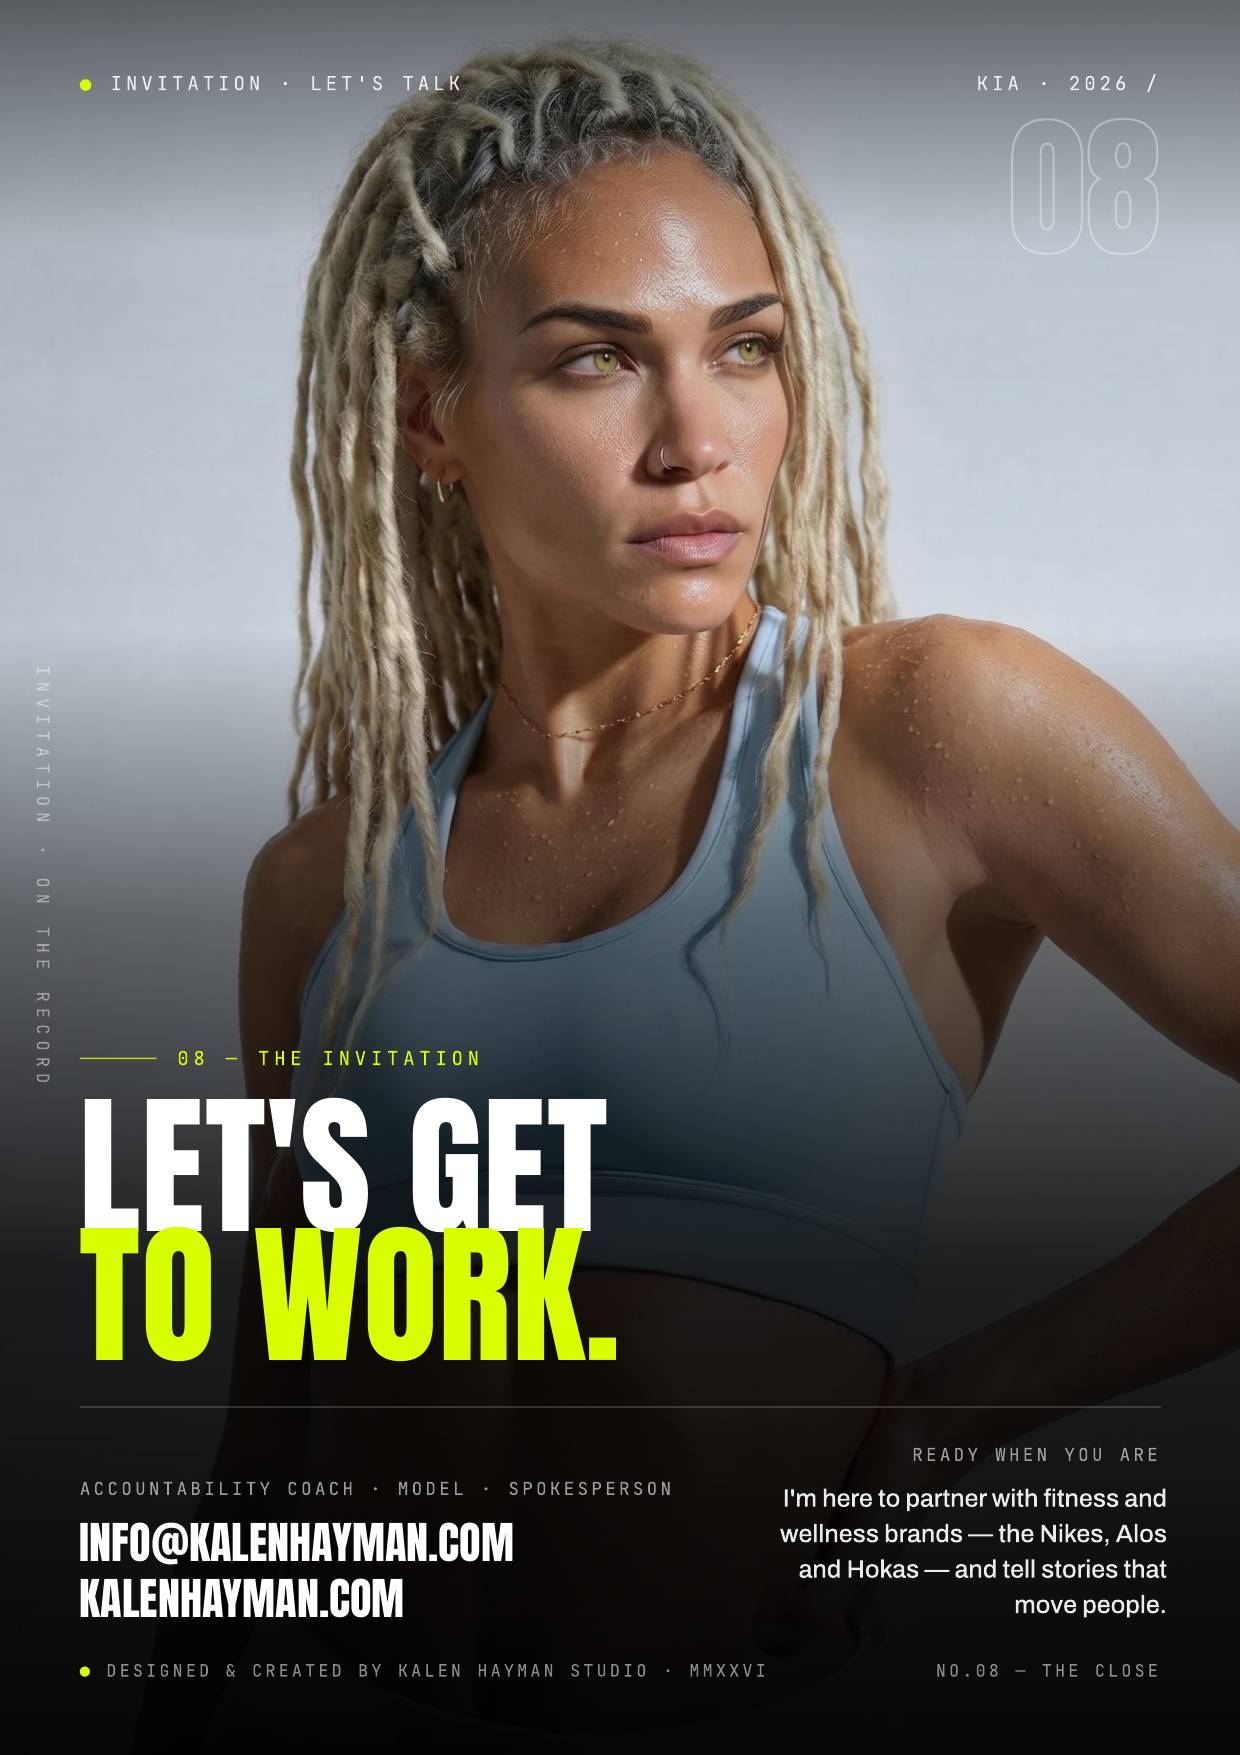 INVITATION · LET'S TALK
KIA · 2026 /
08
INVITATION · ON THE RECORD
08 — THE INVITATION
LET'S GET
TO WORK.
READY WHEN YOU ARE
I'm here to partner with fitness and
wellness brands — the Nikes, Alos
and Hokas — and tell stories that
move people.
ACCOUNTABILITY COACH · MODEL · SPOKESPERSON
INFO@KALENHAYMAN.COM
KALENHAYMAN.COM
DESIGNED & CREATED BY KALEN HAYMAN STUDIO · MMXXVI
NO.08 — THE CLOSE